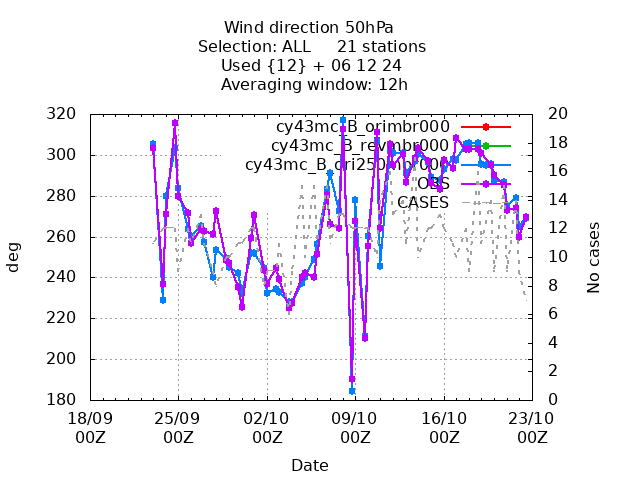 Wind direction 50hPa
Selection: ALL 21 stations
Used {12} + 06 12 24
Averaging window: 12h
deg
320
300
280
260
240
220
200
180
cy43mc_B_orimbr000
cy43mc_B_revmbr000
cy43mc_B_ori250mbr000
OBS
CASES
20
18
16
14
12
10
8
6
4
2
0
No cases
18/09 25/09 02/10 09/10 16/10 23/10
00Z 00Z 00Z 00Z 00Z 00Z
Date